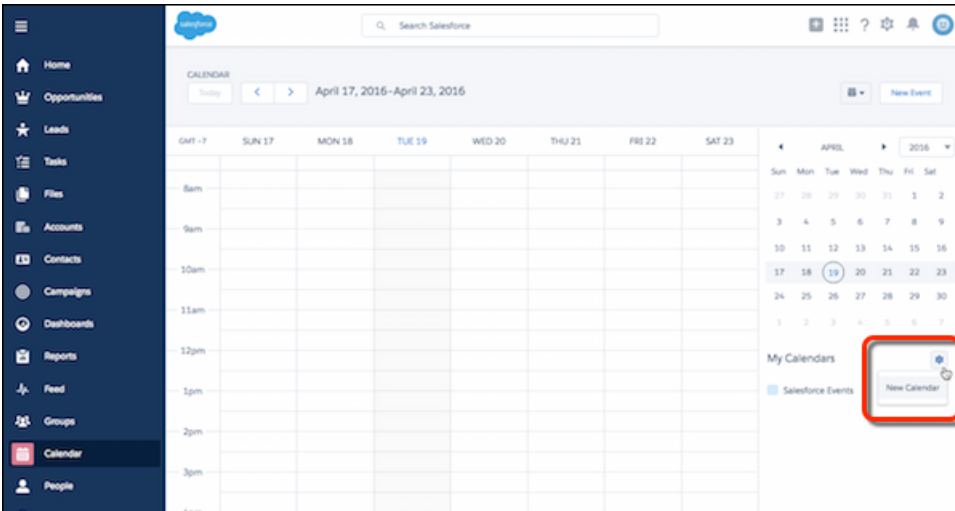 salesforce
Search Salesforce
Home
Opportunities
Leads
Tasks
Files
Accounts
Contacts
Campaigns
Dashboards
Reports
Feed
Groups
Calendar
People
CALENDAR
Today < > April 17, 2016–April 23, 2016
New Event
GMT -7 SUN 17 MON 18 TUE 19 WED 20 THU 21 FRI 22 SAT 23
8am
9am
10am
11am
12pm
1pm
2pm
3pm
APRIL 2016
Sun Mon Tue Wed Thu Fri Sat
27 28 29 30 31 1 2
3 4 5 6 7 8 9
10 11 12 13 14 15 16
17 18 19 20 21 22 23
24 25 26 27 28 29 30
1 2 3 4 5 6 7
My Calendars
Salesforce Events
New Calendar